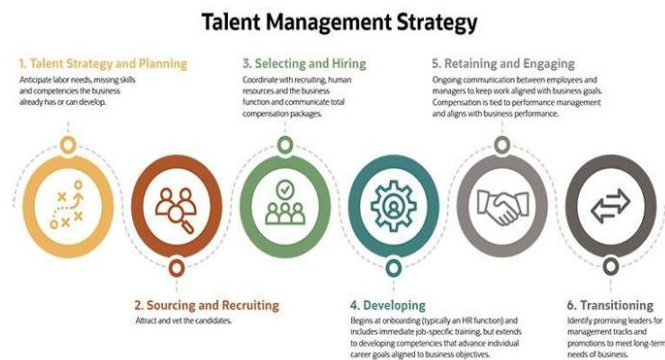 Talent Management Strategy
1. Talent Strategy and Planning
Anticipate labor needs, missing skills
and competencies the business
already has or can develop.
3. Selecting and Hiring
Coordinate with recruiting, human
resources and the business
function and communicate total
compensation packages.
5. Retaining and Engaging
Ongoing communication between employees and
managers to keep work aligned with business goals.
Compensation is tied to performance management
and aligns with business performance.
2. Sourcing and Recruiting
Attract and vet the candidates.
4. Developing
Begins at onboarding (typically an HR function) and
includes immediate job-specific training, but extends
to developing competencies that advance individual
career goals aligned to business objectives.
6. Transitioning
Identify promising leaders for
management tracks and
promotions to meet long-term
needs of business.